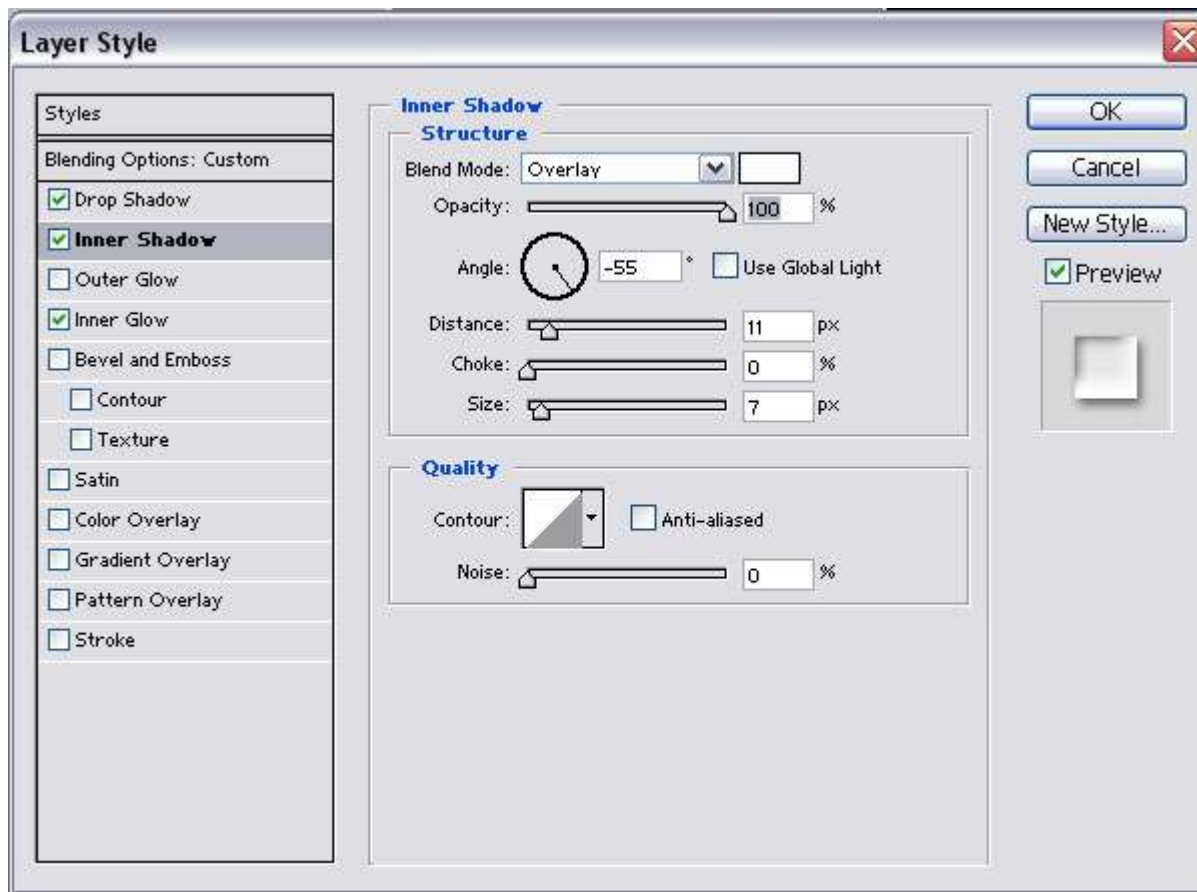 Layer Style
Styles
Blending Options: Custom
Drop Shadow
Inner Shadow
Outer Glow
Inner Glow
Bevel and Emboss
Contour
Texture
Satin
Color Overlay
Gradient Overlay
Pattern Overlay
Stroke
Inner Shadow
Structure
Blend Mode: Overlay
Opacity: 100 %
Angle: -55 ° Use Global Light
Distance: 11 px
Choke: 0 %
Size: 7 px
Quality
Contour: Anti-aliased
Noise: 0 %
OK
Cancel
New Style...
Preview